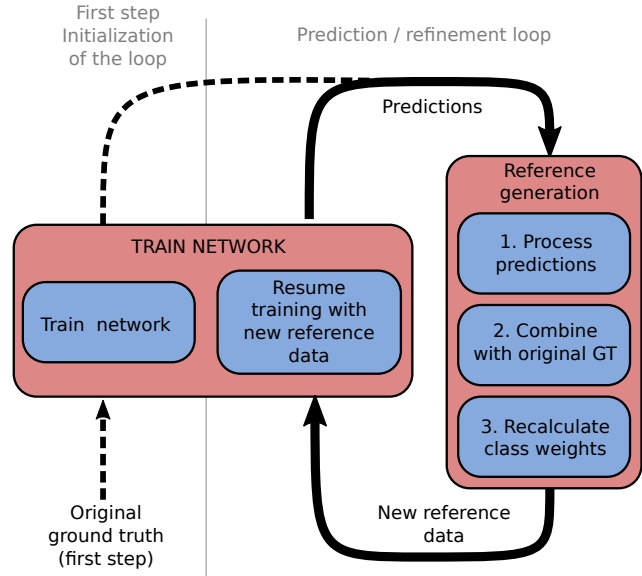 First step
Initialization
of the loop
Prediction / refinement loop
Predictions
Reference
generation
1. Process
predictions
2. Combine
with original GT
3. Recalculate
class weights
TRAIN NETWORK
Train network
Resume
training with
new reference
data
Original
ground truth
(first step)
New reference
data